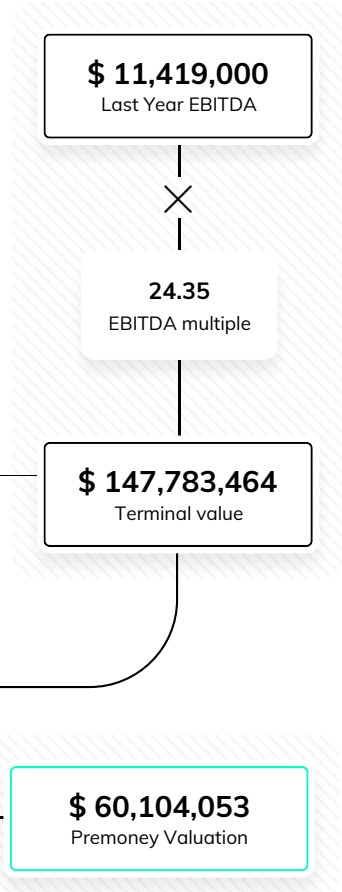 $ 11,419,000
Last Year EBITDA
24.35
EBITDA multiple
$ 147,783,464
Terminal value
$ 60,104,053
Premoney Valuation